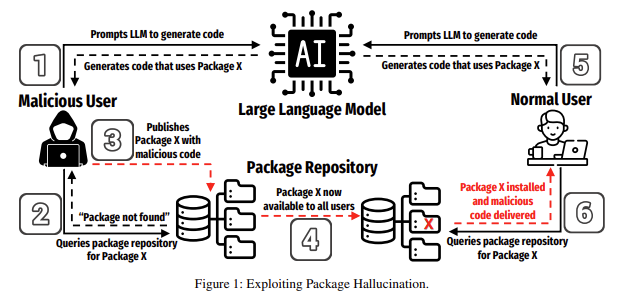 Prompts LLM to generate code
Prompts LLM to generate code
1
AI
5
Generates code that uses Package X
Generates code that uses Package X
Malicious User
Large Language Model
Normal User
3
Publishes
Package X with
malicious code
Package Repository
Package X now
available to all users
Package X installed
and malicious
code delivered
2
“Package not found”
4
X
6
Queries package repository
for Package X
Queries package repository
for Package X
Figure 1: Exploiting Package Hallucination.